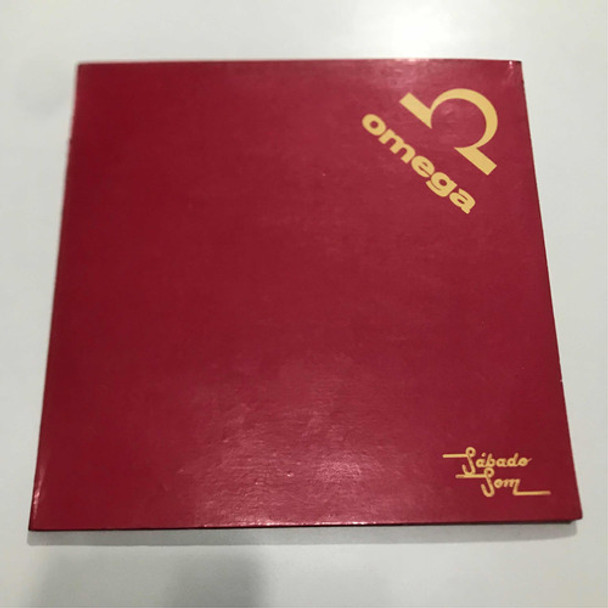 Ω
omega
Sábado
Som